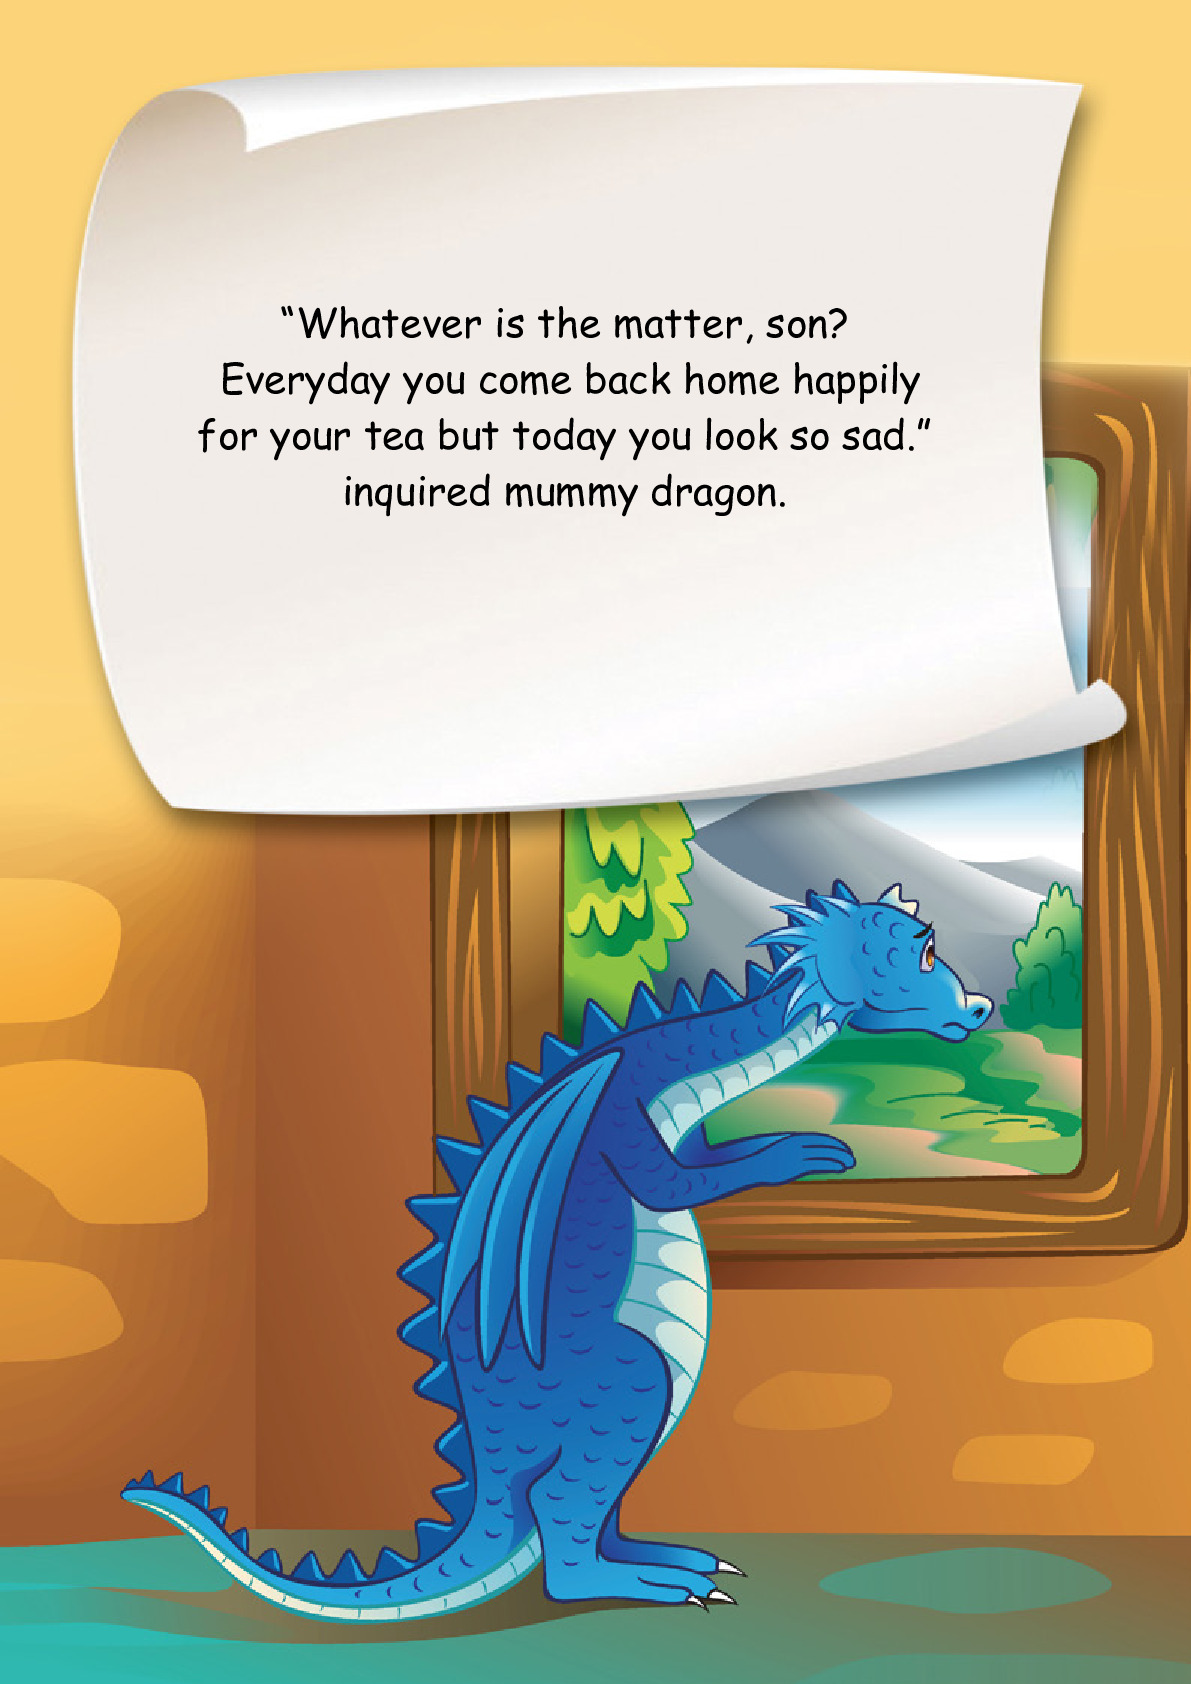 “Whatever is the matter, son?
Everyday you come back home happily
for your tea but today you look so sad.”
inquired mummy dragon.